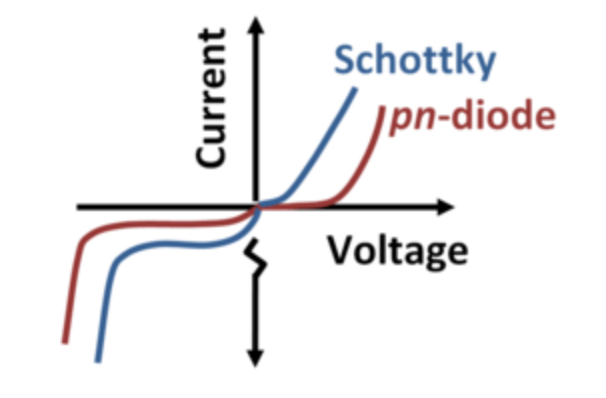 Current
Schottky
pn-diode
Voltage